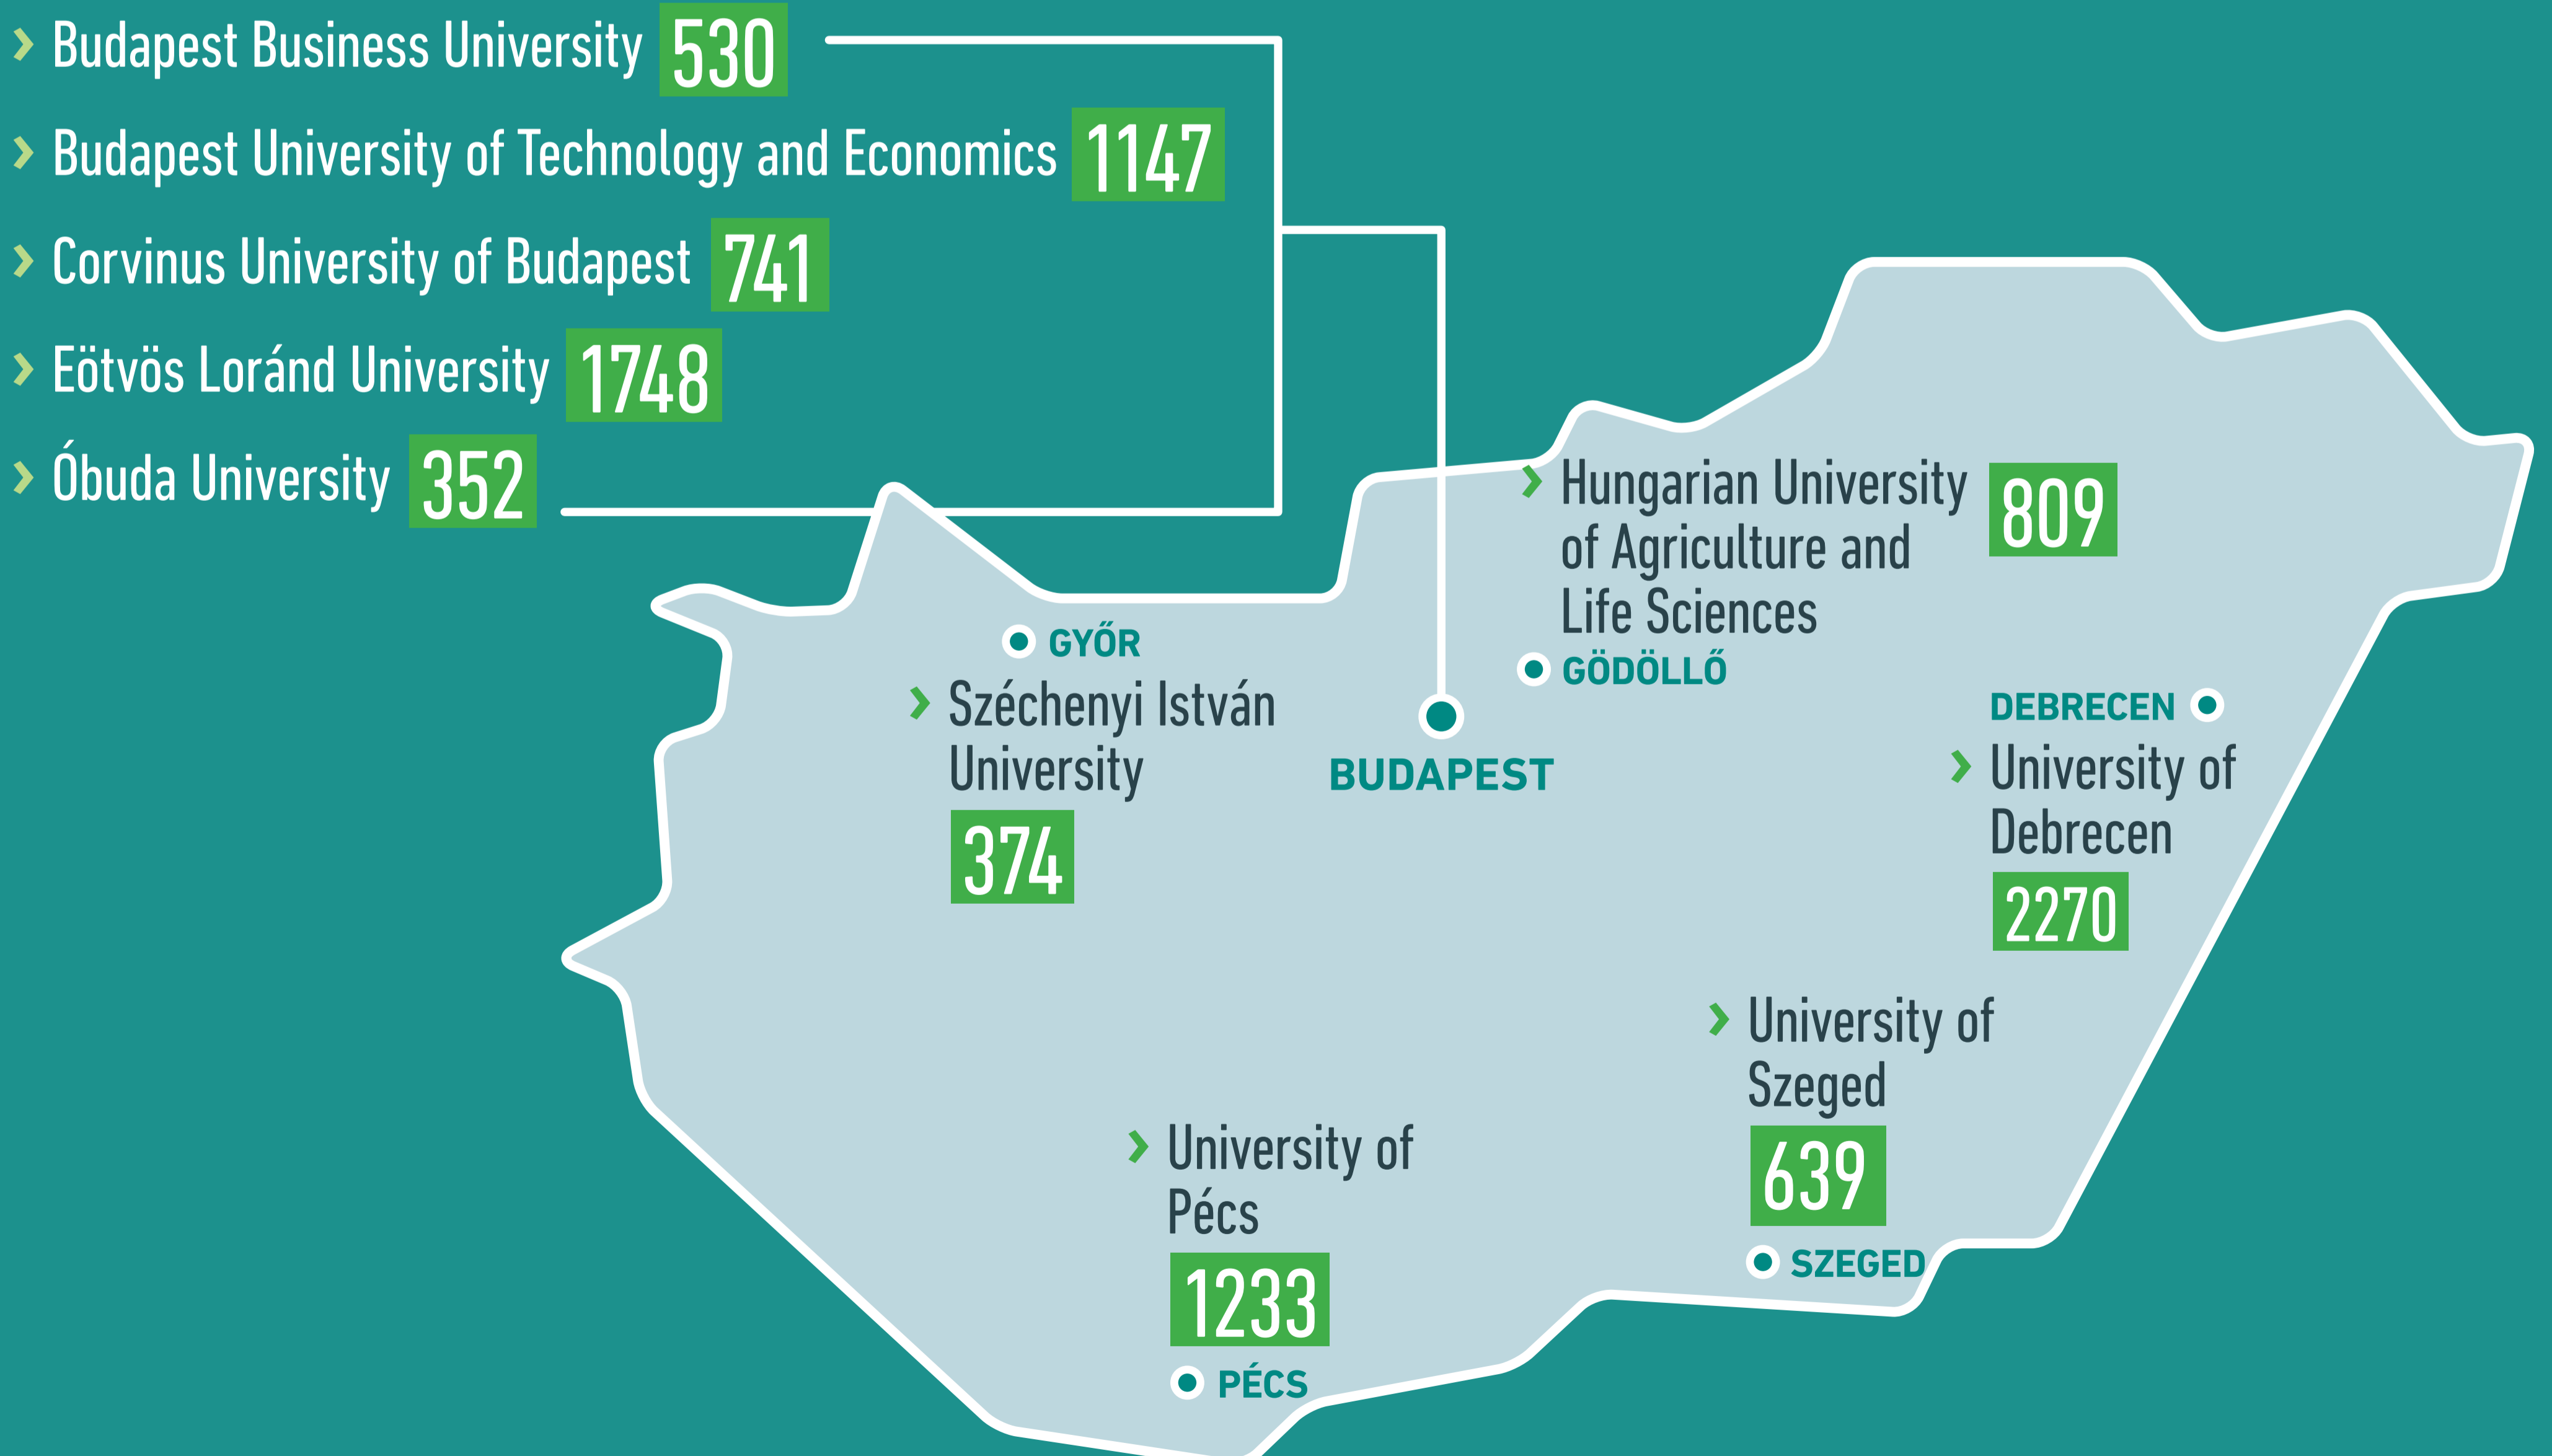 Budapest Business University 530
Budapest University of Technology and Economics 1147
Corvinus University of Budapest 741
Eötvös Loránd University 1748
Óbuda University 352
Hungarian University 809
of Agriculture and
Life Sciences
GÖDÖLLŐ
GYŐR
Széchenyi István
University
374
BUDAPEST
DEBRECEN
University of
Debrecen
2270
University of
Szeged
639
SZEGED
University of
Pécs
1233
PÉCS